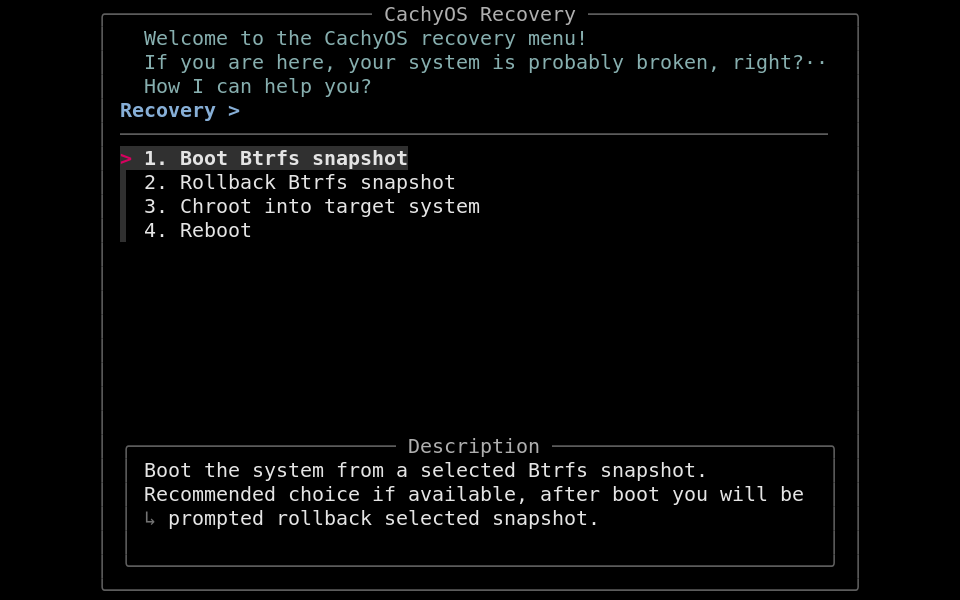 CachyOS Recovery
Welcome to the CachyOS recovery menu!
If you are here, your system is probably broken, right?··
How I can help you?
Recovery >
> 1. Boot Btrfs snapshot
2. Rollback Btrfs snapshot
3. Chroot into target system
4. Reboot
Description
Boot the system from a selected Btrfs snapshot.
Recommended choice if available, after boot you will be
↳ prompted rollback selected snapshot.